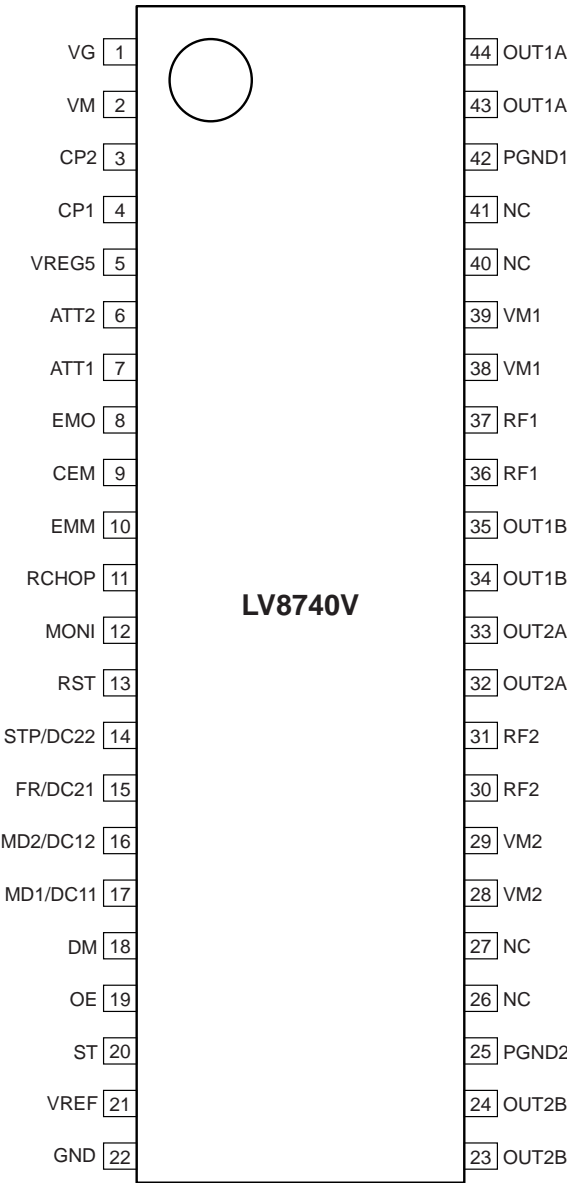 VG 1 44 OUT1A
VM 2 43 OUT1A
CP2 3 42 PGND1
CP1 4 41 NC
VREG5 5 40 NC
ATT2 6 39 VM1
ATT1 7 38 VM1
EMO 8 37 RF1
CEM 9 36 RF1
EMM 10 35 OUT1B
RCHOP 11 34 OUT1B
LV8740V
MONI 12 33 OUT2A
RST 13 32 OUT2A
STP/DC22 14 31 RF2
FR/DC21 15 30 RF2
MD2/DC12 16 29 VM2
MD1/DC11 17 28 VM2
DM 18 27 NC
OE 19 26 NC
ST 20 25 PGND2
VREF 21 24 OUT2B
GND 22 23 OUT2B